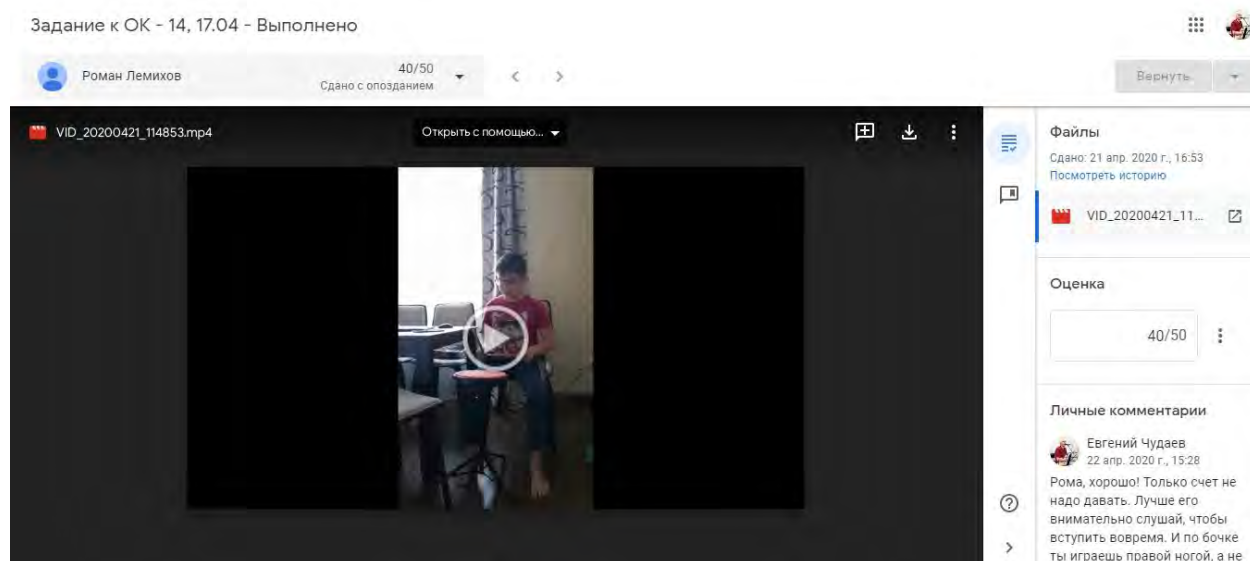 Задание к ОК - 14, 17.04 - Выполнено
Роман Лемихов
40/50
Сдано с опозданием
Вернуть
VID_20200421_114853.mp4
Открыть с помощью...
Файлы
Сдано: 21 апр. 2020 г., 16:53
Посмотреть историю
VID_20200421_11...
Оценка
40/50
Личные комментарии
Евгений Чудаев
22 апр. 2020 г., 15:28
Рома, хорошо! Только счет не
надо давать. Лучше его
внимательно слушай, чтобы
вступить вовремя. И по бочке
ты играешь правой ногой, а не